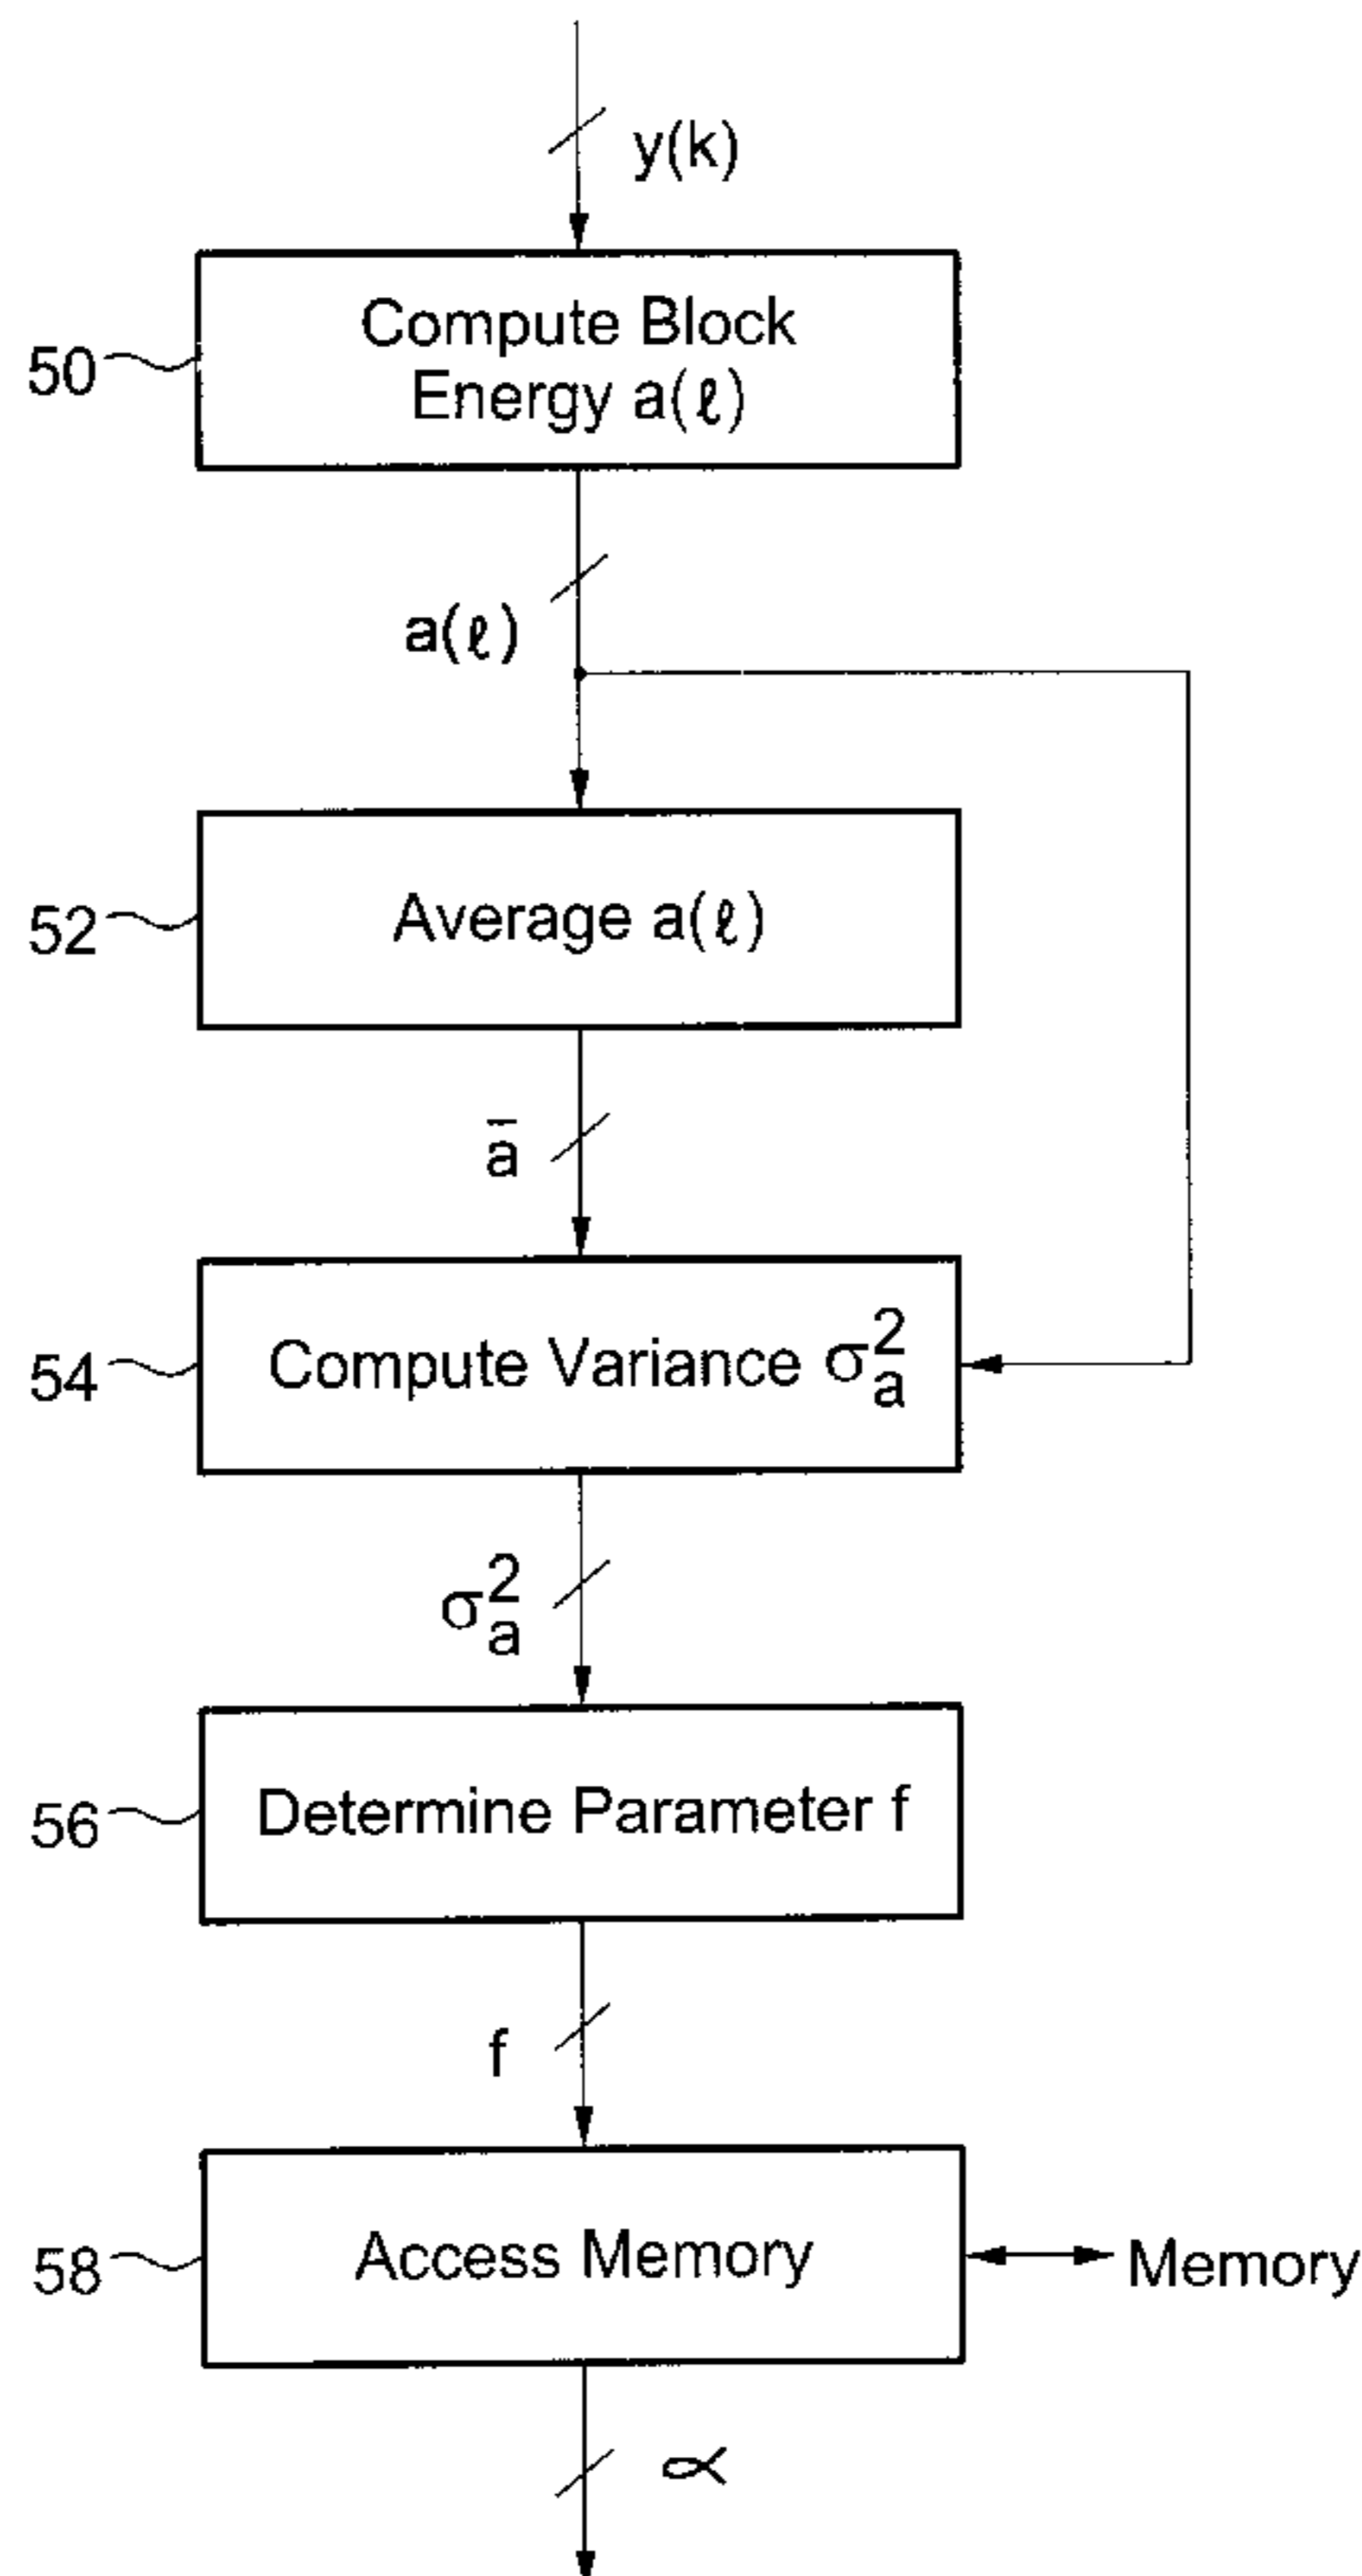 y(k)
Compute Block
Energy a(ℓ)
50
a(ℓ)
Average a(ℓ)
52
ā
Compute Variance σ²ₐ
54
σ²ₐ
Determine Parameter f
56
f
Access Memory
58
Memory
α